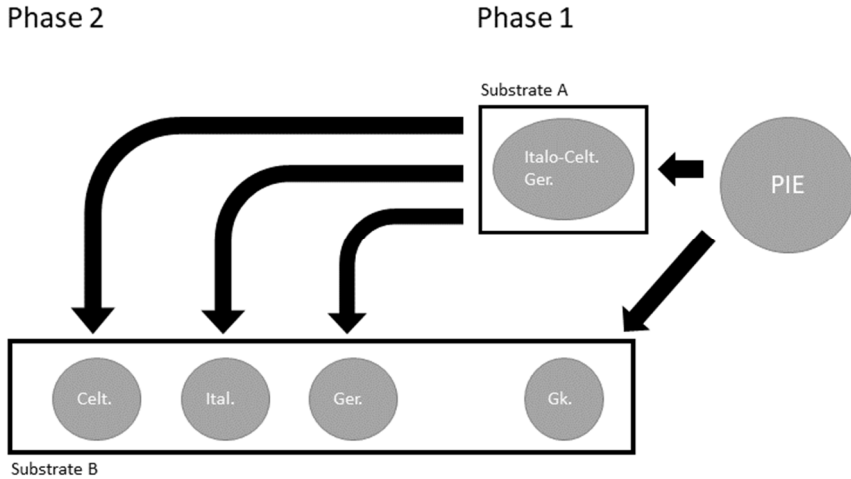 Phase 2
Phase 1
Substrate A
Italo-Celt.
Ger.
PIE
Celt.
Ital.
Ger.
Gk.
Substrate B